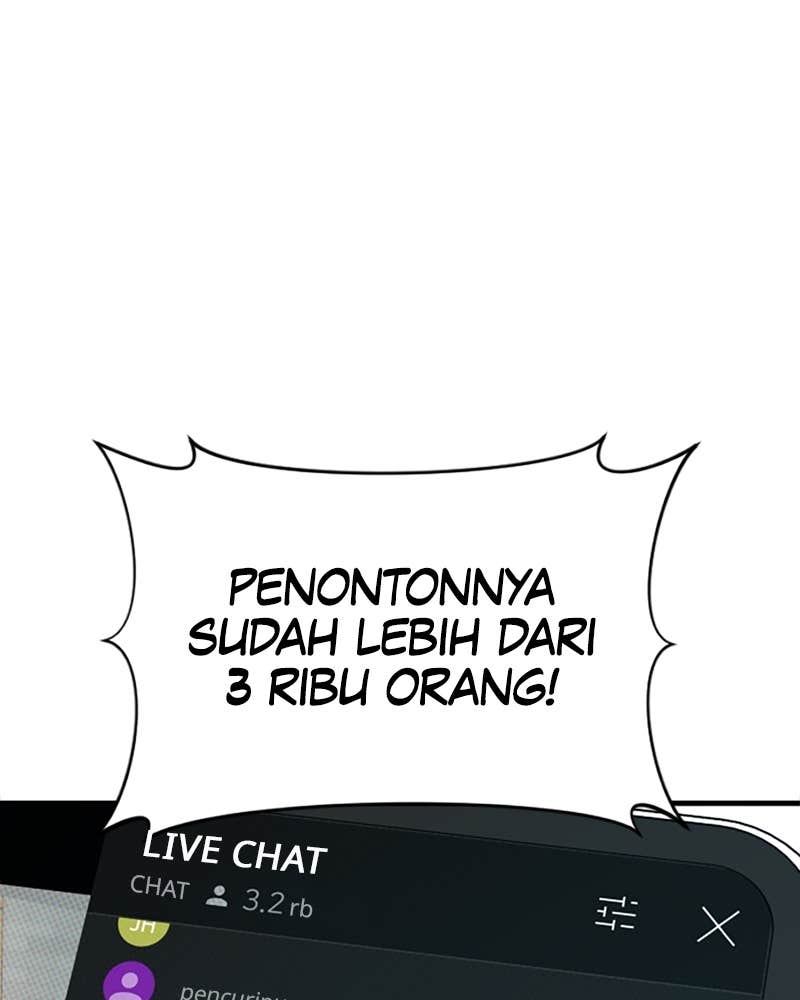 PENONTONNYA
SUDAH LEBIH DARI
3 RIBU ORANG!
LIVE CHAT
CHAT 3.2 rb
JH